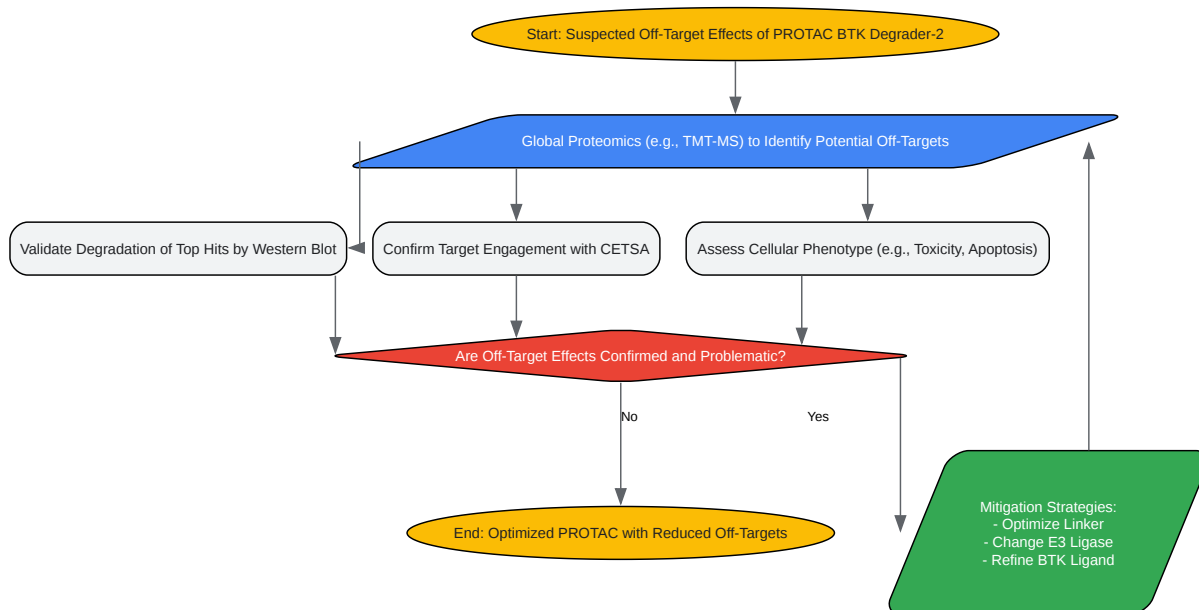 Start: Suspected Off-Target Effects of PROTAC BTK Degrader-2
Global Proteomics (e.g., TMT-MS) to Identify Potential Off-Targets
Validate Degradation of Top Hits by Western Blot
Confirm Target Engagement with CETSA
Assess Cellular Phenotype (e.g., Toxicity, Apoptosis)
Are Off-Target Effects Confirmed and Problematic?
No
Yes
End: Optimized PROTAC with Reduced Off-Targets
Mitigation Strategies:
- Optimize Linker
- Change E3 Ligase
- Refine BTK Ligand